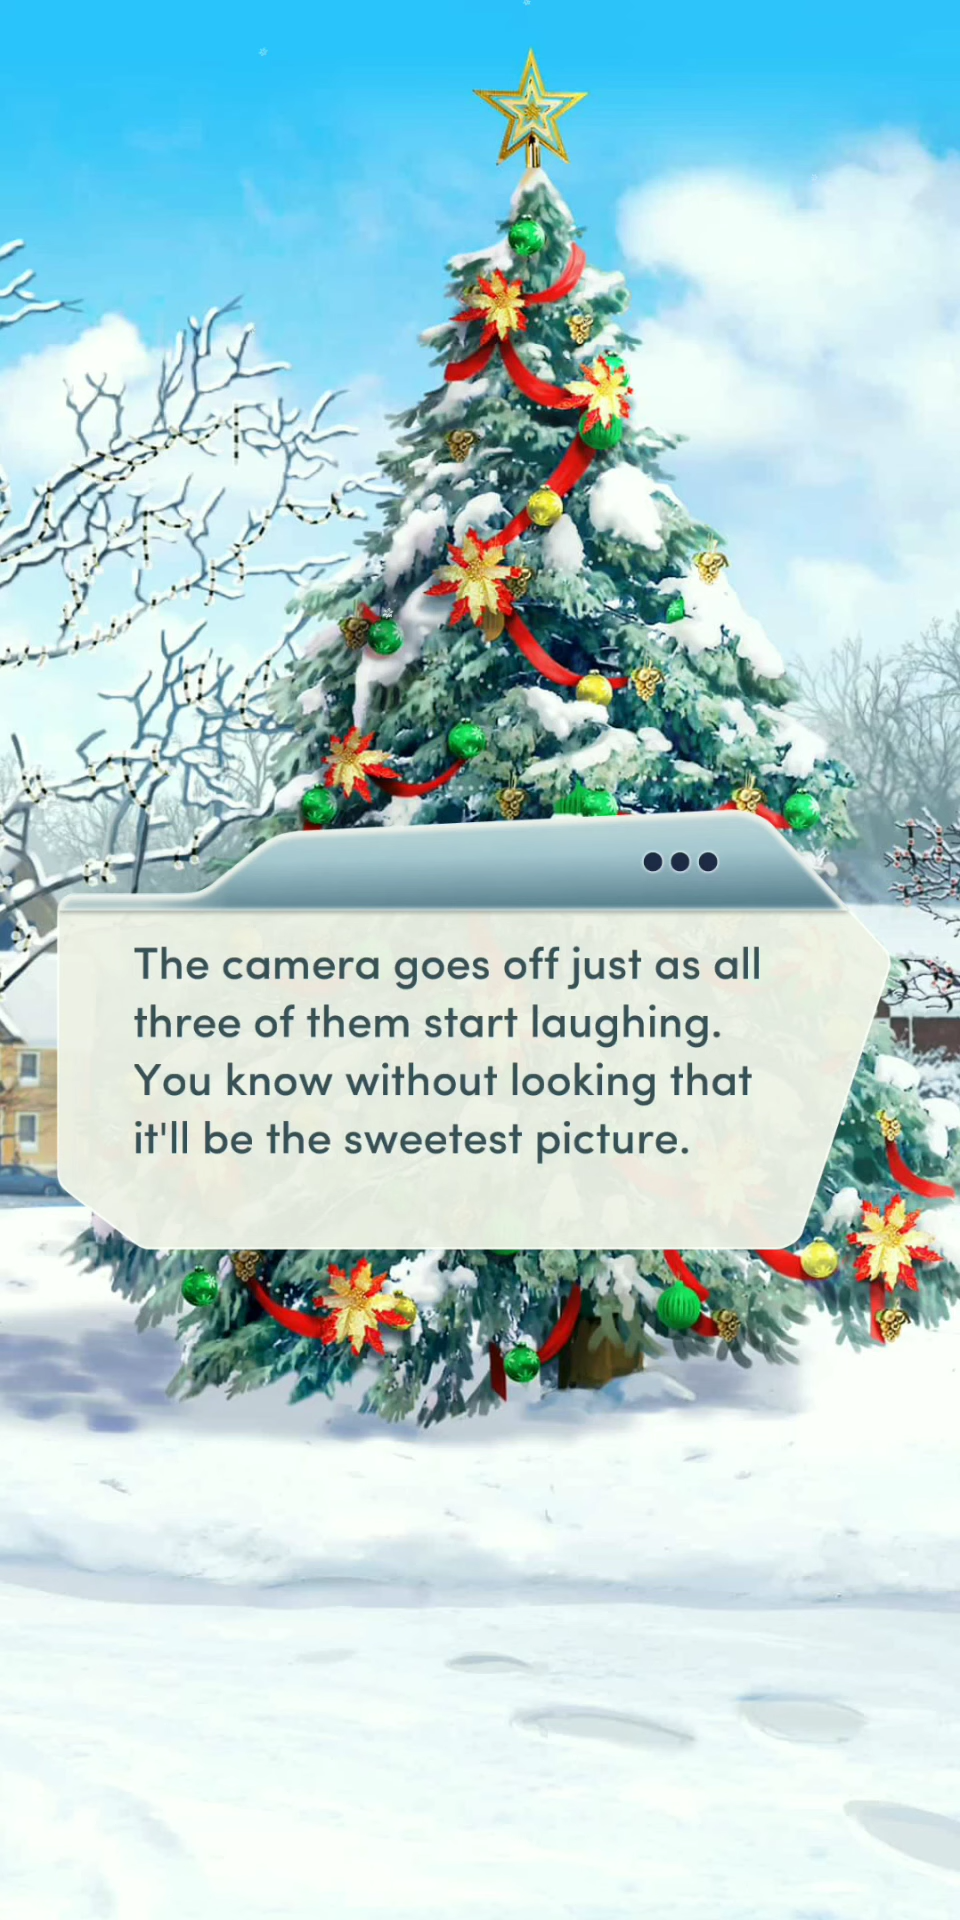 The camera goes off just as all
three of them start laughing.
You know without looking that
it'll be the sweetest picture.